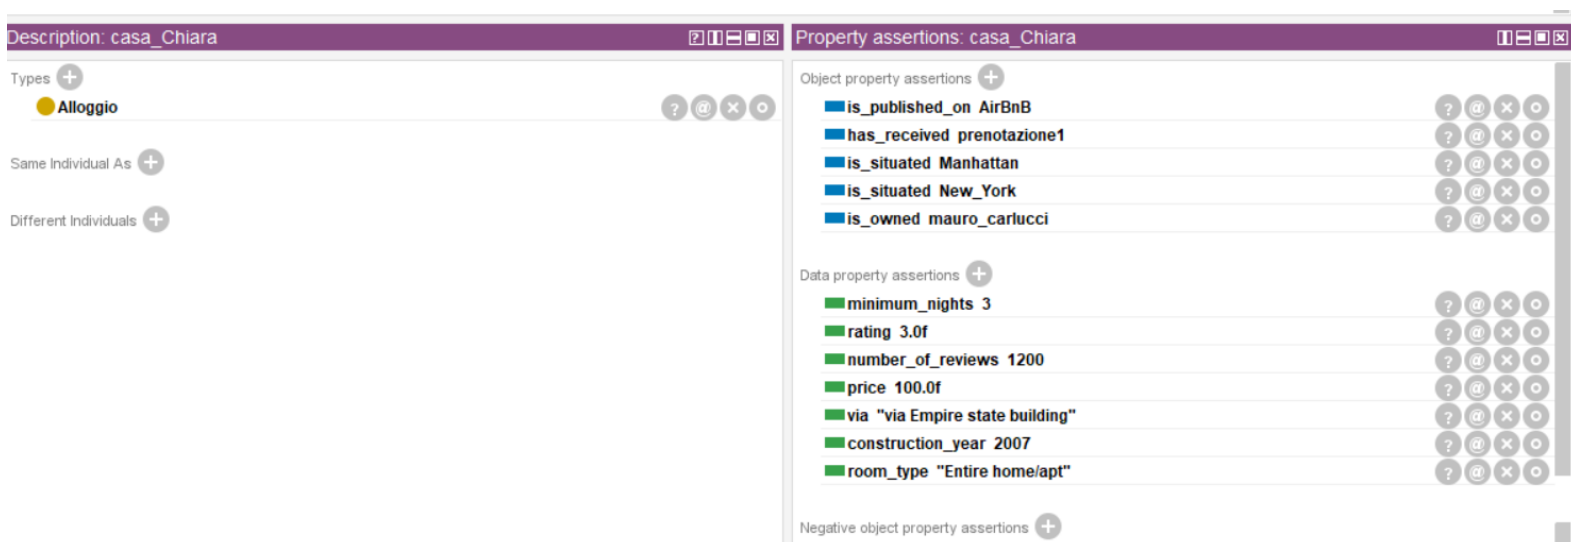 Description: casa_Chiara
Types
Alloggio
Same Individual As
Different Individuals
Property assertions: casa_Chiara
Object property assertions
is_published_on AirBnB
has_received prenotazione1
is_situated Manhattan
is_situated New_York
is_owned mauro_carlucci
Data property assertions
minimum_nights 3
rating 3.0f
number_of_reviews 1200
price 100.0f
via "via Empire state building"
construction_year 2007
room_type "Entire home/apt"
Negative object property assertions